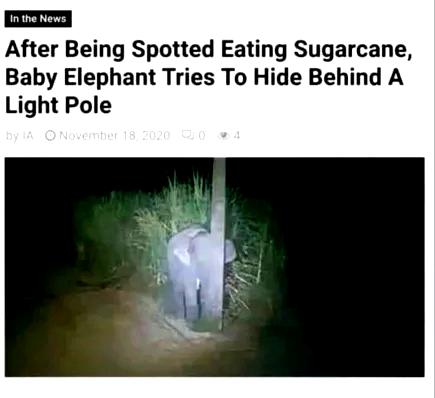 In the News
After Being Spotted Eating Sugarcane,
Baby Elephant Tries To Hide Behind A
Light Pole
by IA November 18, 2020 0 4